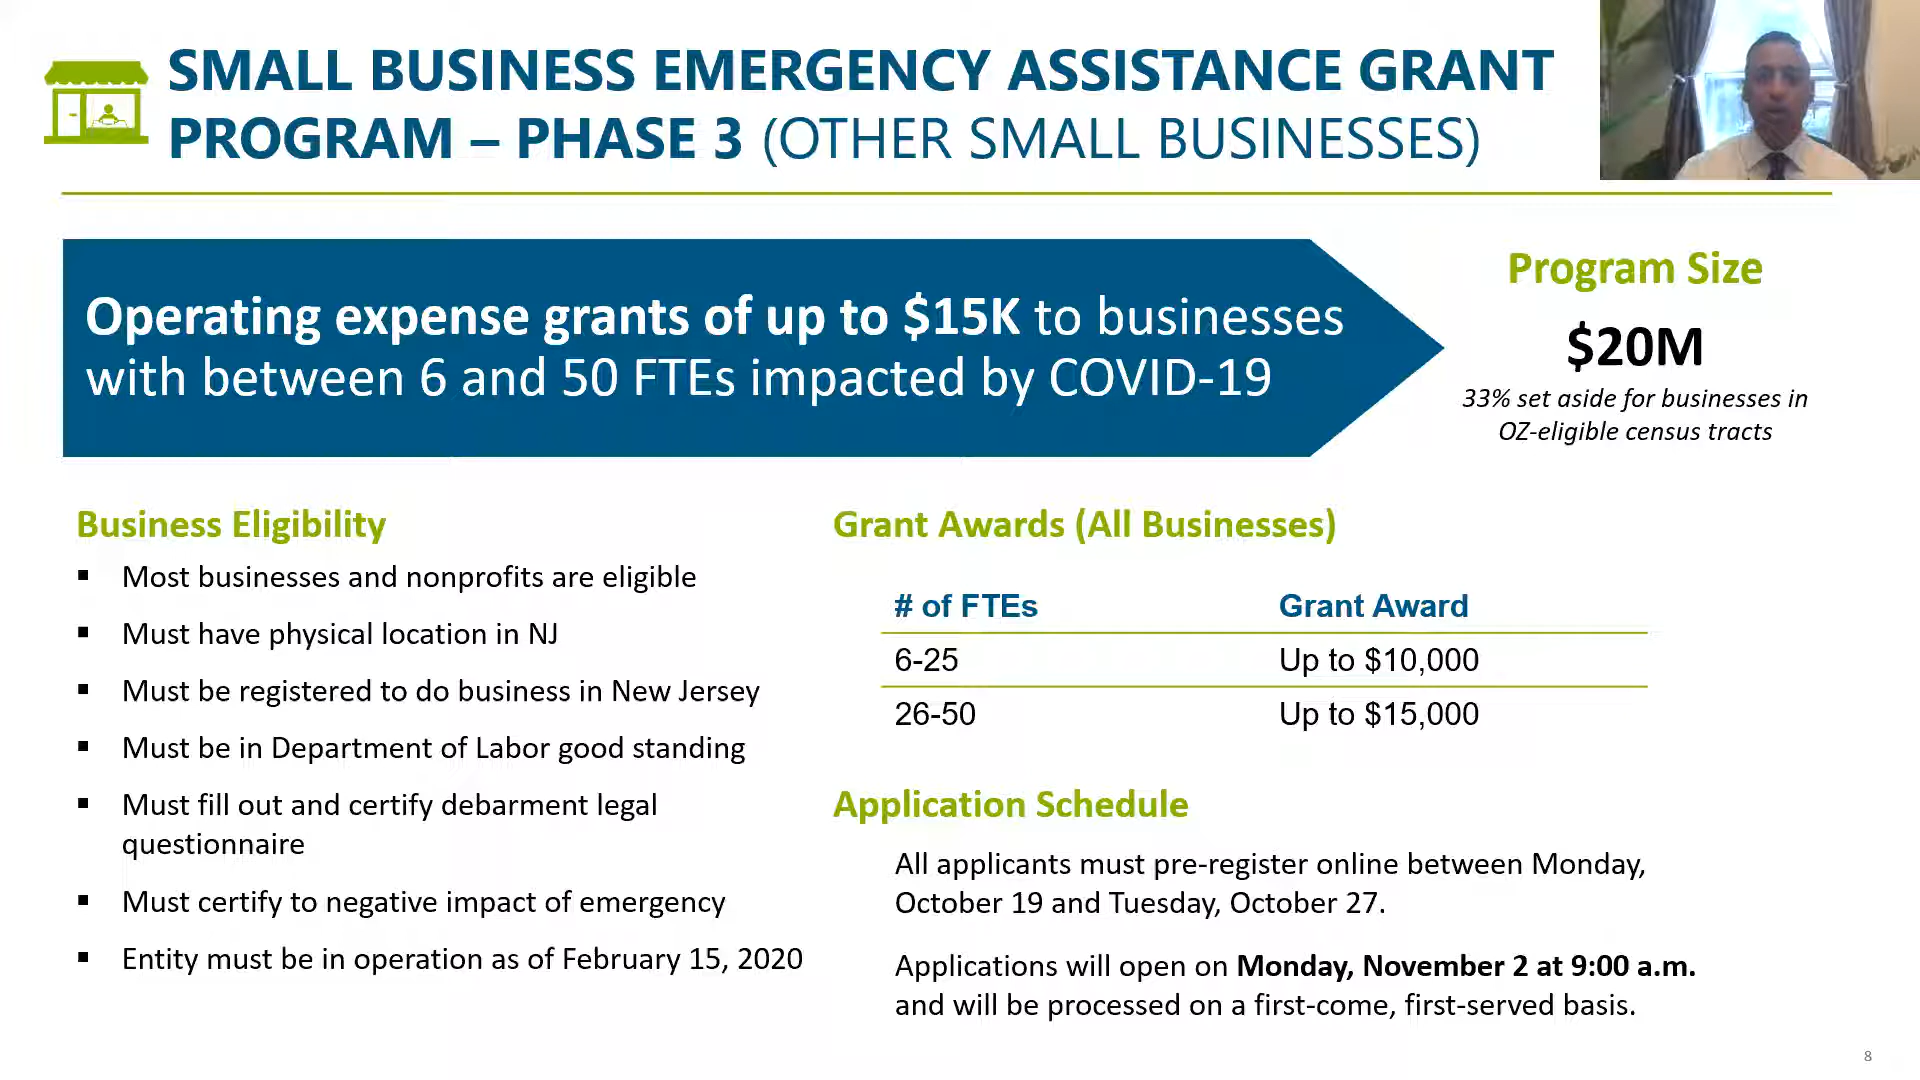 SMALL BUSINESS EMERGENCY ASSISTANCE GRANT
PROGRAM – PHASE 3 (OTHER SMALL BUSINESSES)
Operating expense grants of up to $15K to businesses
with between 6 and 50 FTEs impacted by COVID-19
Program Size
$20M
33% set aside for businesses in
OZ-eligible census tracts
Business Eligibility
▪ Most businesses and nonprofits are eligible
▪ Must have physical location in NJ
▪ Must be registered to do business in New Jersey
▪ Must be in Department of Labor good standing
▪ Must fill out and certify debarment legal
questionnaire
▪ Must certify to negative impact of emergency
▪ Entity must be in operation as of February 15, 2020
Grant Awards (All Businesses)
# of FTEs Grant Award
6-25 Up to $10,000
26-50 Up to $15,000
Application Schedule
All applicants must pre-register online between Monday,
October 19 and Tuesday, October 27.
Applications will open on Monday, November 2 at 9:00 a.m.
and will be processed on a first-come, first-served basis.
8